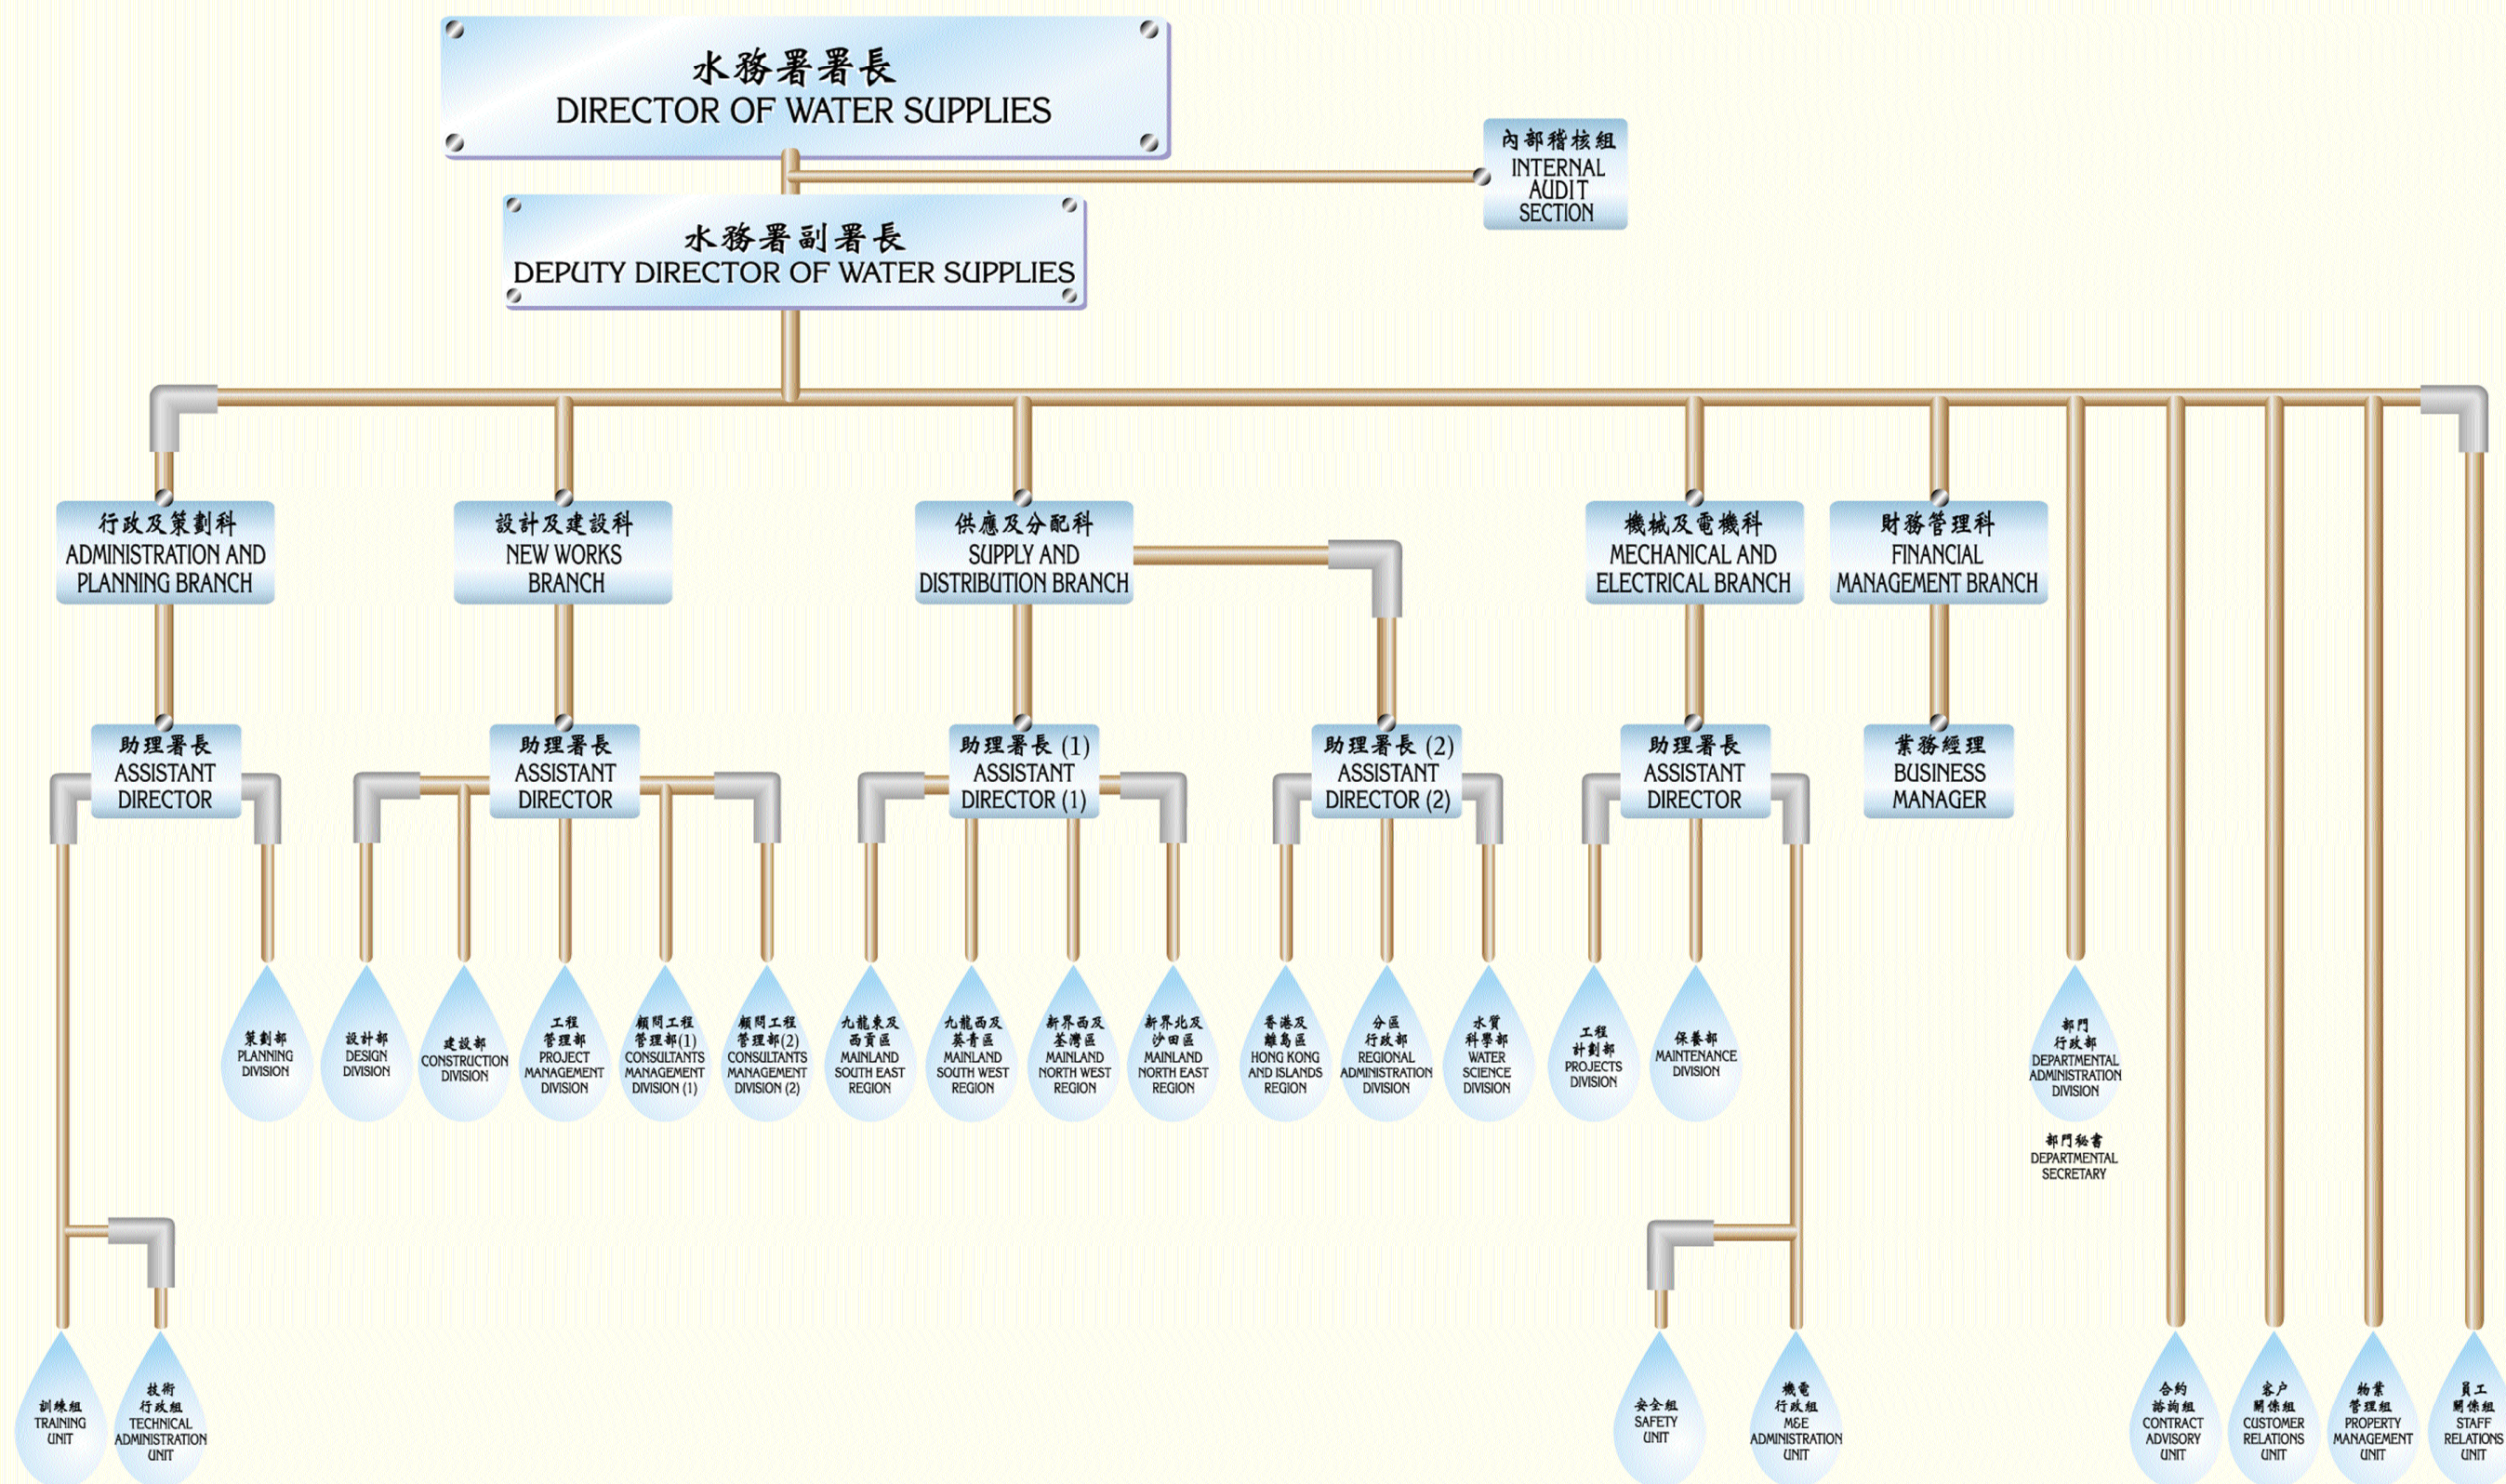 水務署署長
DIRECTOR OF WATER SUPPLIES
內部稽核組
INTERNAL
AUDIT
SECTION
水務署副署長
DEPUTY DIRECTOR OF WATER SUPPLIES
行政及策劃科
ADMINISTRATION AND
PLANNING BRANCH
設計及建設科
NEW WORKS
BRANCH
供應及分配科
SUPPLY AND
DISTRIBUTION BRANCH
機械及電機科
MECHANICAL AND
ELECTRICAL BRANCH
財務管理科
FINANCIAL
MANAGEMENT BRANCH
助理署長
ASSISTANT
DIRECTOR
助理署長
ASSISTANT
DIRECTOR
助理署長 (1)
ASSISTANT
DIRECTOR (1)
助理署長 (2)
ASSISTANT
DIRECTOR (2)
助理署長
ASSISTANT
DIRECTOR
業務經理
BUSINESS
MANAGER
策劃部
PLANNING
DIVISION
設計部
DESIGN
DIVISION
建設部
CONSTRUCTION
DIVISION
工程
管理部
PROJECT
MANAGEMENT
DIVISION
顧問工程
管理部(1)
CONSULTANTS
MANAGEMENT
DIVISION (1)
顧問工程
管理部(2)
CONSULTANTS
MANAGEMENT
DIVISION (2)
九龍東及
西貢區
MAINLAND
SOUTH EAST
REGION
九龍西及
葵青區
MAINLAND
SOUTH WEST
REGION
新界西及
荃灣區
MAINLAND
NORTH WEST
REGION
新界北及
沙田區
MAINLAND
NORTH EAST
REGION
香港及
離島區
HONG KONG
AND ISLANDS
REGION
分區
行政部
REGIONAL
ADMINISTRATION
DIVISION
水質
科學部
WATER
SCIENCE
DIVISION
工程
計劃部
PROJECTS
DIVISION
保養部
MAINTENANCE
DIVISION
部門
行政部
DEPARTMENTAL
ADMINISTRATION
DIVISION
部門秘書
DEPARTMENTAL
SECRETARY
訓練組
TRAINING
UNIT
技術
行政組
TECHNICAL
ADMINISTRATION
UNIT
安全組
SAFETY
UNIT
機電
行政組
M&E
ADMINISTRATION
UNIT
合約
諮詢組
CONTRACT
ADVISORY
UNIT
客户
關係組
CUSTOMER
RELATIONS
UNIT
物業
管理組
PROPERTY
MANAGEMENT
UNIT
員工
關係組
STAFF
RELATIONS
UNIT